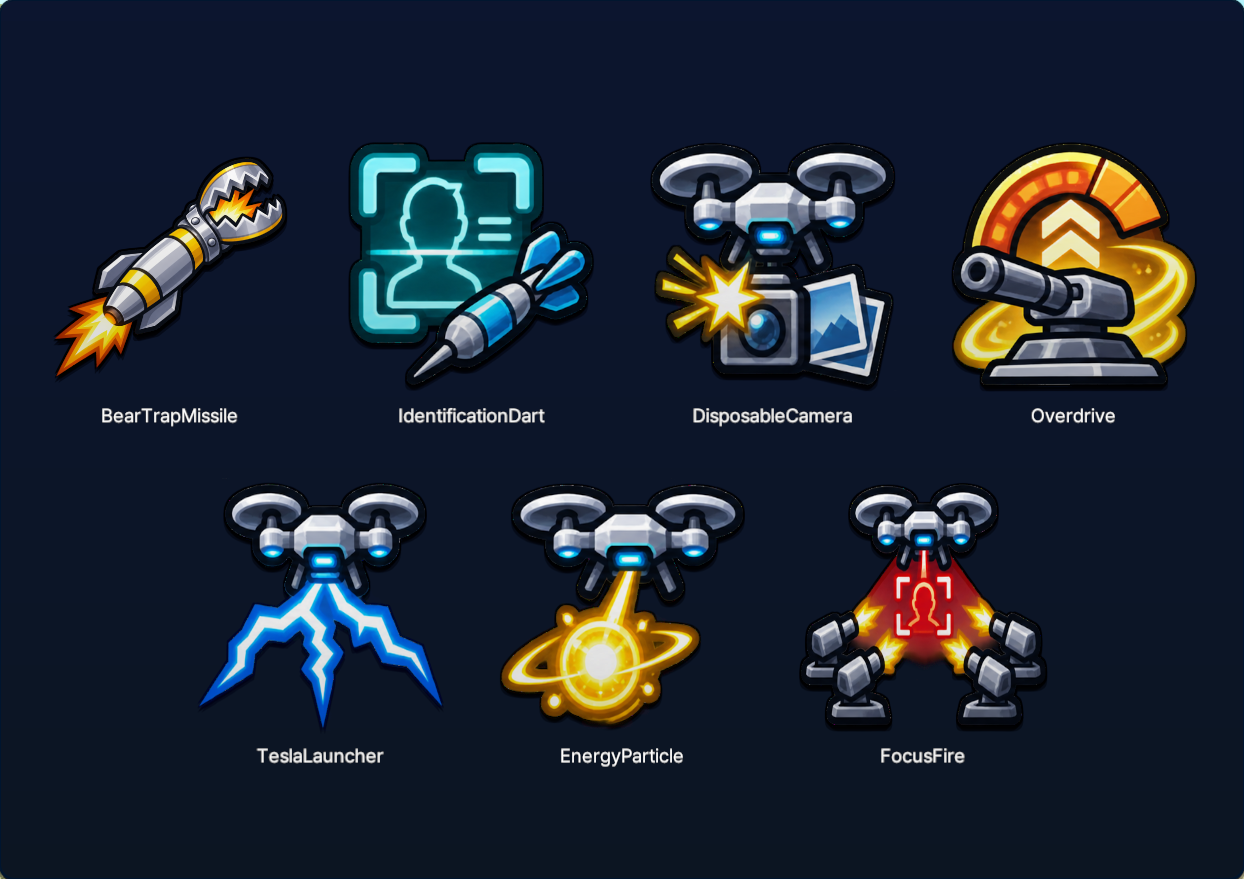 BearTrapMissile
IdentificationDart
DisposableCamera
Overdrive
TeslaLauncher
EnergyParticle
FocusFire